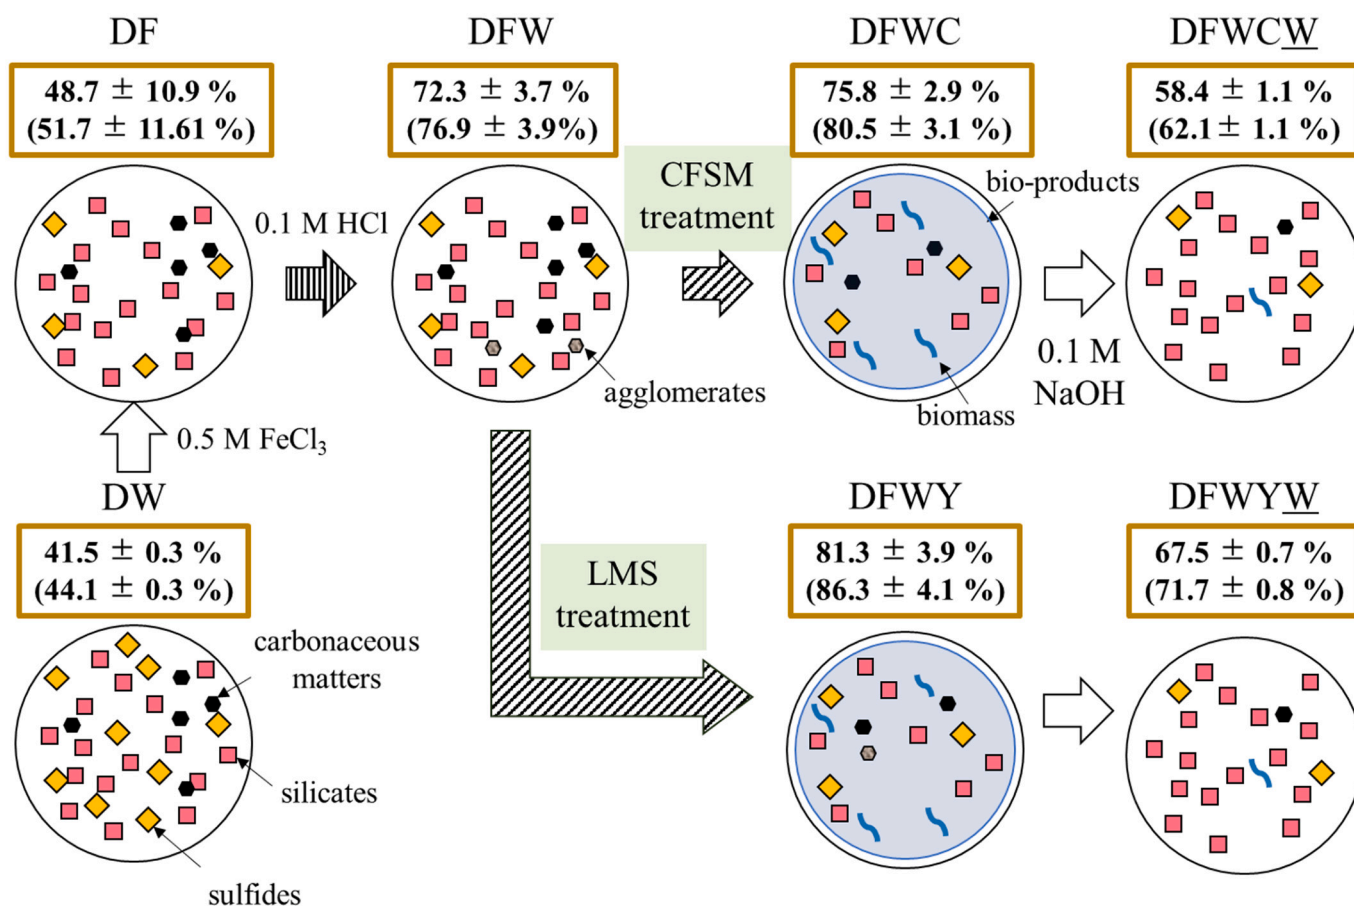 DF
48.7 ± 10.9 %
(51.7 ± 11.61 %)
DFW
72.3 ± 3.7 %
(76.9 ± 3.9%)
DFWC
75.8 ± 2.9 %
(80.5 ± 3.1 %)
DFWCW
58.4 ± 1.1 %
(62.1± 1.1 %)
0.1 M HCl
CFSM
treatment
bio-products
agglomerates
biomass
0.1 M
NaOH
0.5 M FeCl₃
DW
41.5 ± 0.3 %
(44.1 ± 0.3 %)
carbonaceous
matters
silicates
sulfides
LMS
treatment
DFWY
81.3 ± 3.9 %
(86.3 ± 4.1 %)
DFWYW
67.5 ± 0.7 %
(71.7 ± 0.8 %)